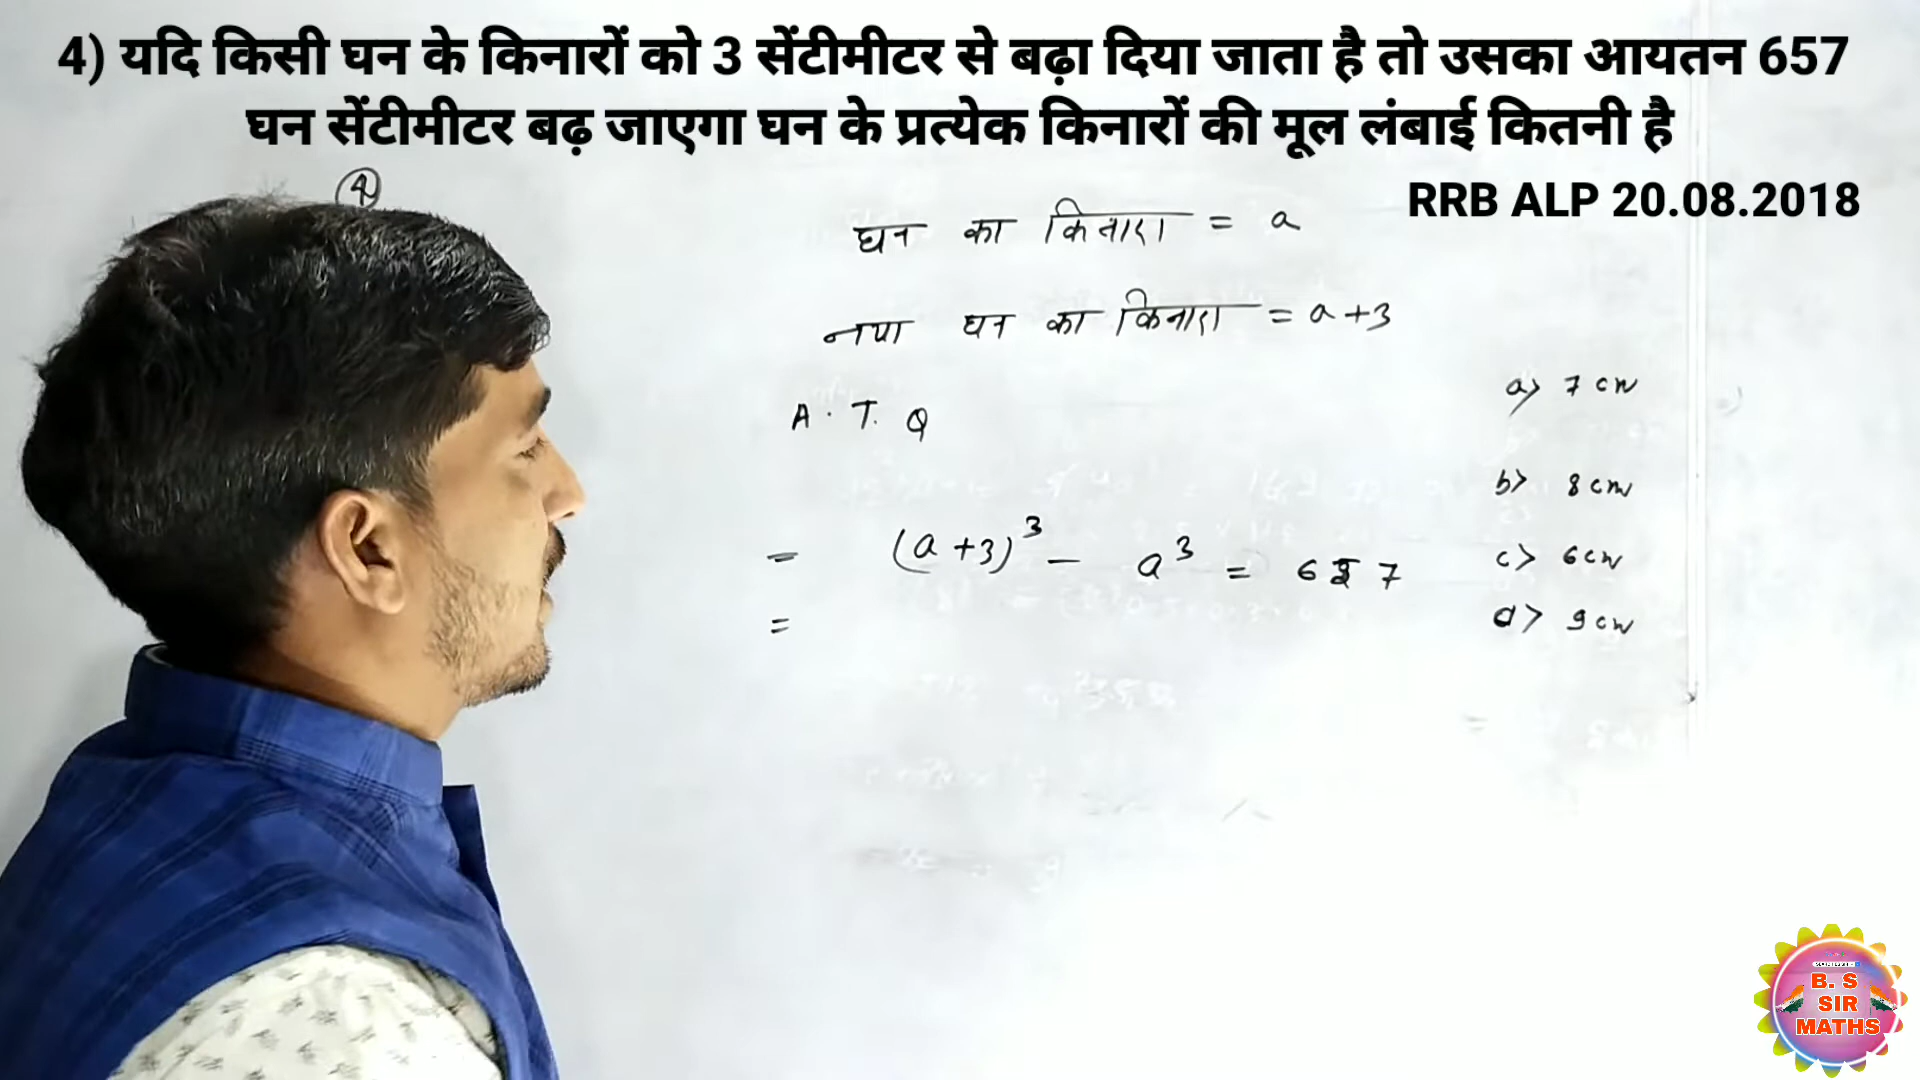 4) यदि किसी घन के किनारों को 3 सेंटीमीटर से बढ़ा दिया जाता है तो उसका आयतन 657
घन सेंटीमीटर बढ़ जाएगा घन के प्रत्येक किनारों की मूल लंबाई कितनी है
RRB ALP 20.08.2018
4
घन का किनारा = a
नया घन का किनारा = a+3
A. T. Q
= (a+3)³ - a³ = 657
=
a> 7 cm
b> 8 cm
c> 6 cm
d> 9 cm
B. S
SIR
MATHS